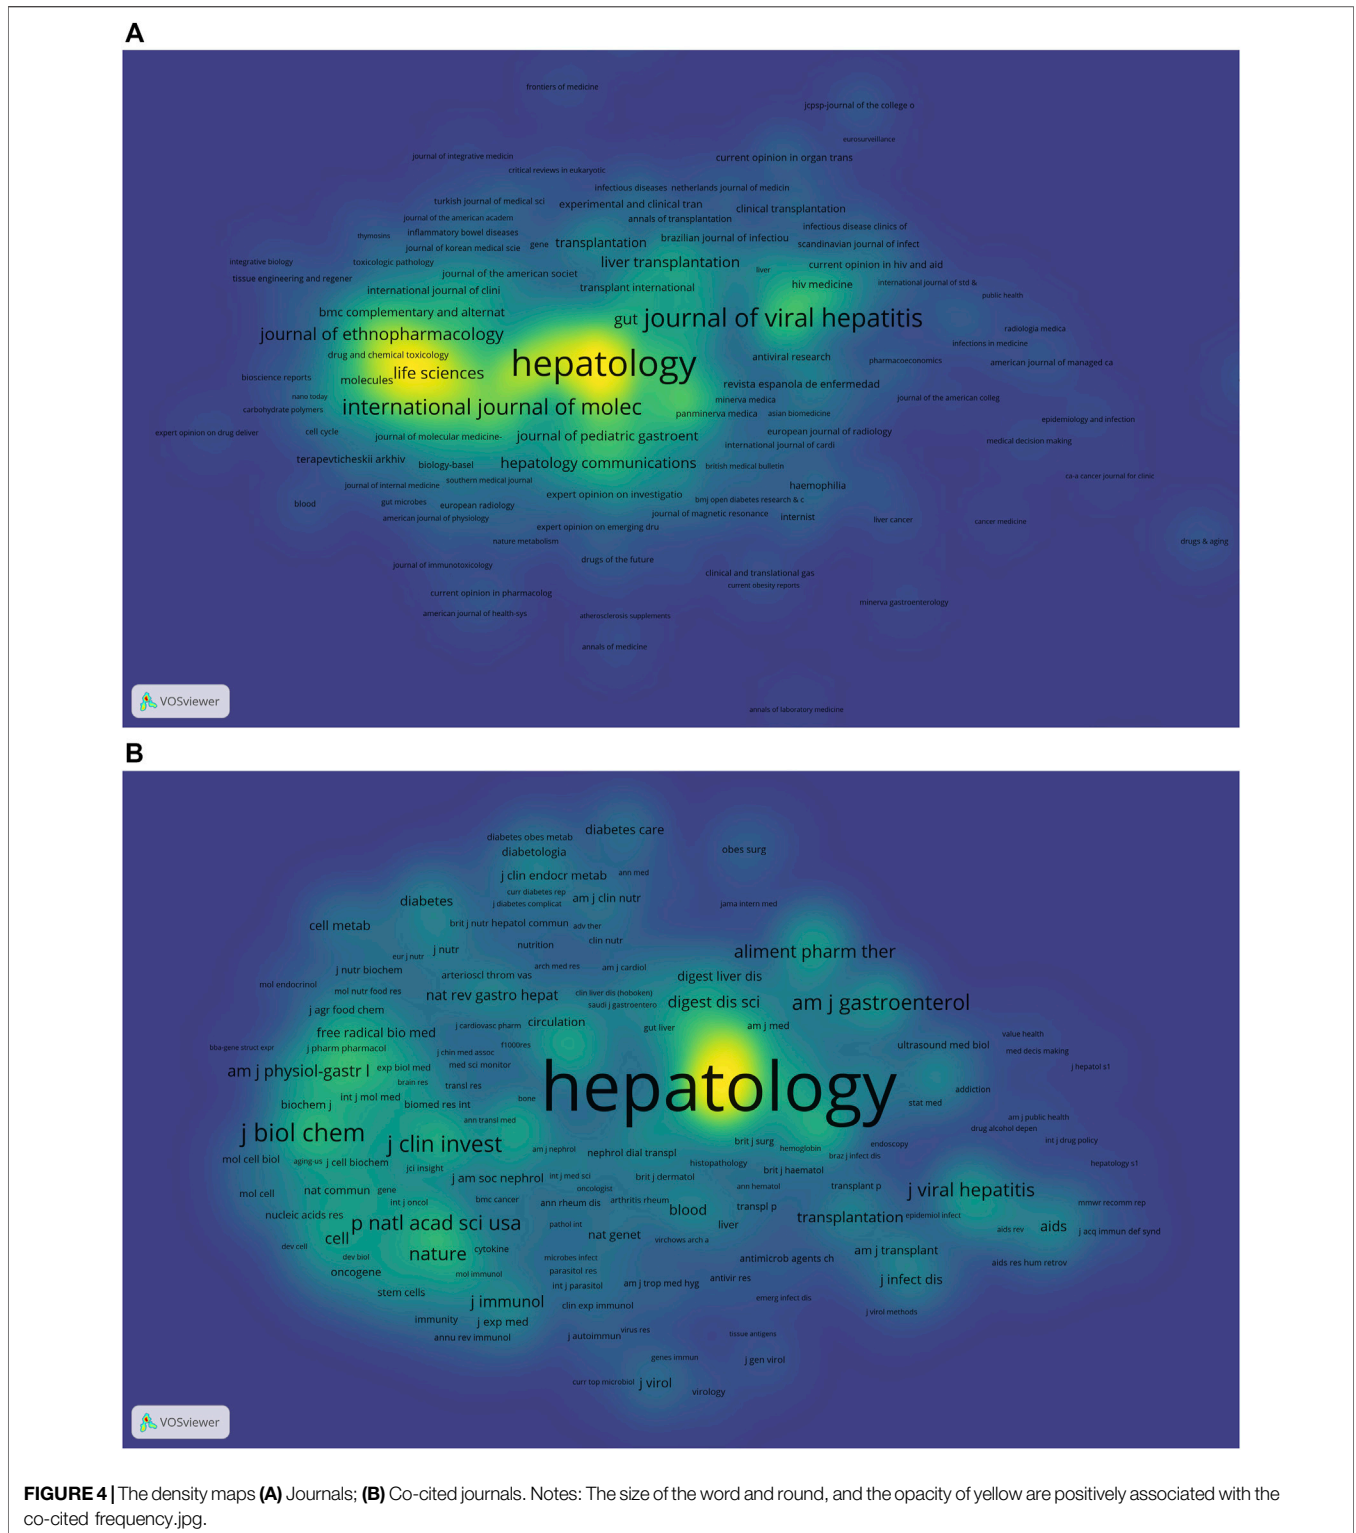 A
frontiers of medicine
jcpsp-journal of the college o
eurosurveillance
journal of integrative medicin
current opinion in organ trans
critical reviews in eukaryotic
infectious diseases netherlands journal of medicin
turkish journal of medical sci
experimental and clinical tran
clinical transplantation
journal of the american academ
annals of transplantation
infectious disease clinics of
thymosins
inflammatory bowel diseases
journal of korean medical scie
gene
transplantation
brazilian journal of infectiou
scandinavian journal of infect
integrative biology
toxicologic pathology
liver transplantation
liver
current opinion in hiv and aid
tissue engineering and regener
journal of the american societ
international journal of clini
transplant international
hiv medicine
international journal of std &
public health
bmc complementary and alternat
gut
journal of viral hepatitis
journal of ethnopharmacology
radiologia medica
infections in medicine
drug and chemical toxicology
hepatology
antiviral research
pharmacoeconomics
american journal of managed ca
bioscience reports
molecules
life sciences
revista espanola de enfermedad
nano today
minerva medica
journal of the american colleg
carbohydrate polymers
international journal of molec
panminerva medica
asian biomedicine
epidemiology and infection
expert opinion on drug deliver
cell cycle
journal of molecular medicine-
journal of pediatric gastroent
european journal of radiology
international journal of cardi
medical decision making
terapevticheskii arkhiv
biology-basel
hepatology communications
british medical bulletin
southern medical journal
ca-a cancer journal for clinic
journal of internal medicine
haemophilia
blood
gut microbes
european radiology
expert opinion on investigatio
bmj open diabetes research & c
american journal of physiology
journal of magnetic resonance
internist
liver cancer
cancer medicine
expert opinion on emerging dru
nature metabolism
drugs & aging
journal of immunotoxicology
drugs of the future
clinical and translational gas
current obesity reports
current opinion in pharmacolog
minerva gastroenterology
american journal of health-sys
atherosclerosis supplements
annals of medicine
VOSviewer
annals of laboratory medicine
B
diabetes obes metab
diabetes care
diabetologia
obes surg
j clin endocr metab
ann med
curr diabetes rep
diabetes
j diabetes complicat
am j clin nutr
jama intern med
cell metab
brit j nutr hepatol commun
adv ther
j nutr
nutrition
clin nutr
aliment pharm ther
eur j nutr
j nutr biochem
arterioscl throm vas
arch med res
am j cardiol
digest liver dis
mol endocrinol
mol nutr food res
nat rev gastro hepat
clin liver dis (hoboken)
saudi j gastroentero
digest dis sci
am j gastroenterol
j agr food chem
free radical bio med
j cardiovasc pharm
circulation
gut liver
am j med
value health
bba-gene struct expr
j pharm pharmacol
j chin med assoc
f1000res
ultrasound med biol
med decis making
am j physiol-gastr l
exp biol med
med sci monitor
j hepatol s1
brain res
transl res
hepatology
addiction
biochem j
int j mol med
biomed res int
bone
stat med
ann transl med
am j public health
drug alcohol depen
j biol chem
j clin invest
am j nephrol
nephrol dial transpl
brit j surg
hemoglobin
endoscopy
int j drug policy
braz j infect dis
mol cell biol
aging-us
j cell biochem
jci insight
histopathology
hepatology s1
j am soc nephrol
int j med sci
brit j dermatol
brit j haematol
mol cell
nat commun
gene
int j oncol
bmc cancer
oncologist
ann rheum dis
arthritis rheum
ann hematol
transplant p
j viral hepatitis
mmwr recomm rep
nucleic acids res
p natl acad sci usa
blood
transpl p
transplantation
epidemiol infect
cell
pathol int
nat genet
liver
aids rev
aids
j acq immun def synd
dev cell
dev biol
nature
cytokine
virchows arch a
oncogene
mol immunol
microbes infect
antimicrob agents ch
am j transplant
aids res hum retrov
parasitol res
stem cells
int j parasitol
am j trop med hyg
antivir res
j infect dis
j immunol
clin exp immunol
emerg infect dis
immunity
j exp med
j virol methods
annu rev immunol
j autoimmun
virus res
tissue antigens
genes immun
j gen virol
curr top microbiol
j virol
virology
VOSviewer
FIGURE 4 | The density maps (A) Journals; (B) Co-cited journals. Notes: The size of the word and round, and the opacity of yellow are positively associated with the
co-cited frequency.jpg.